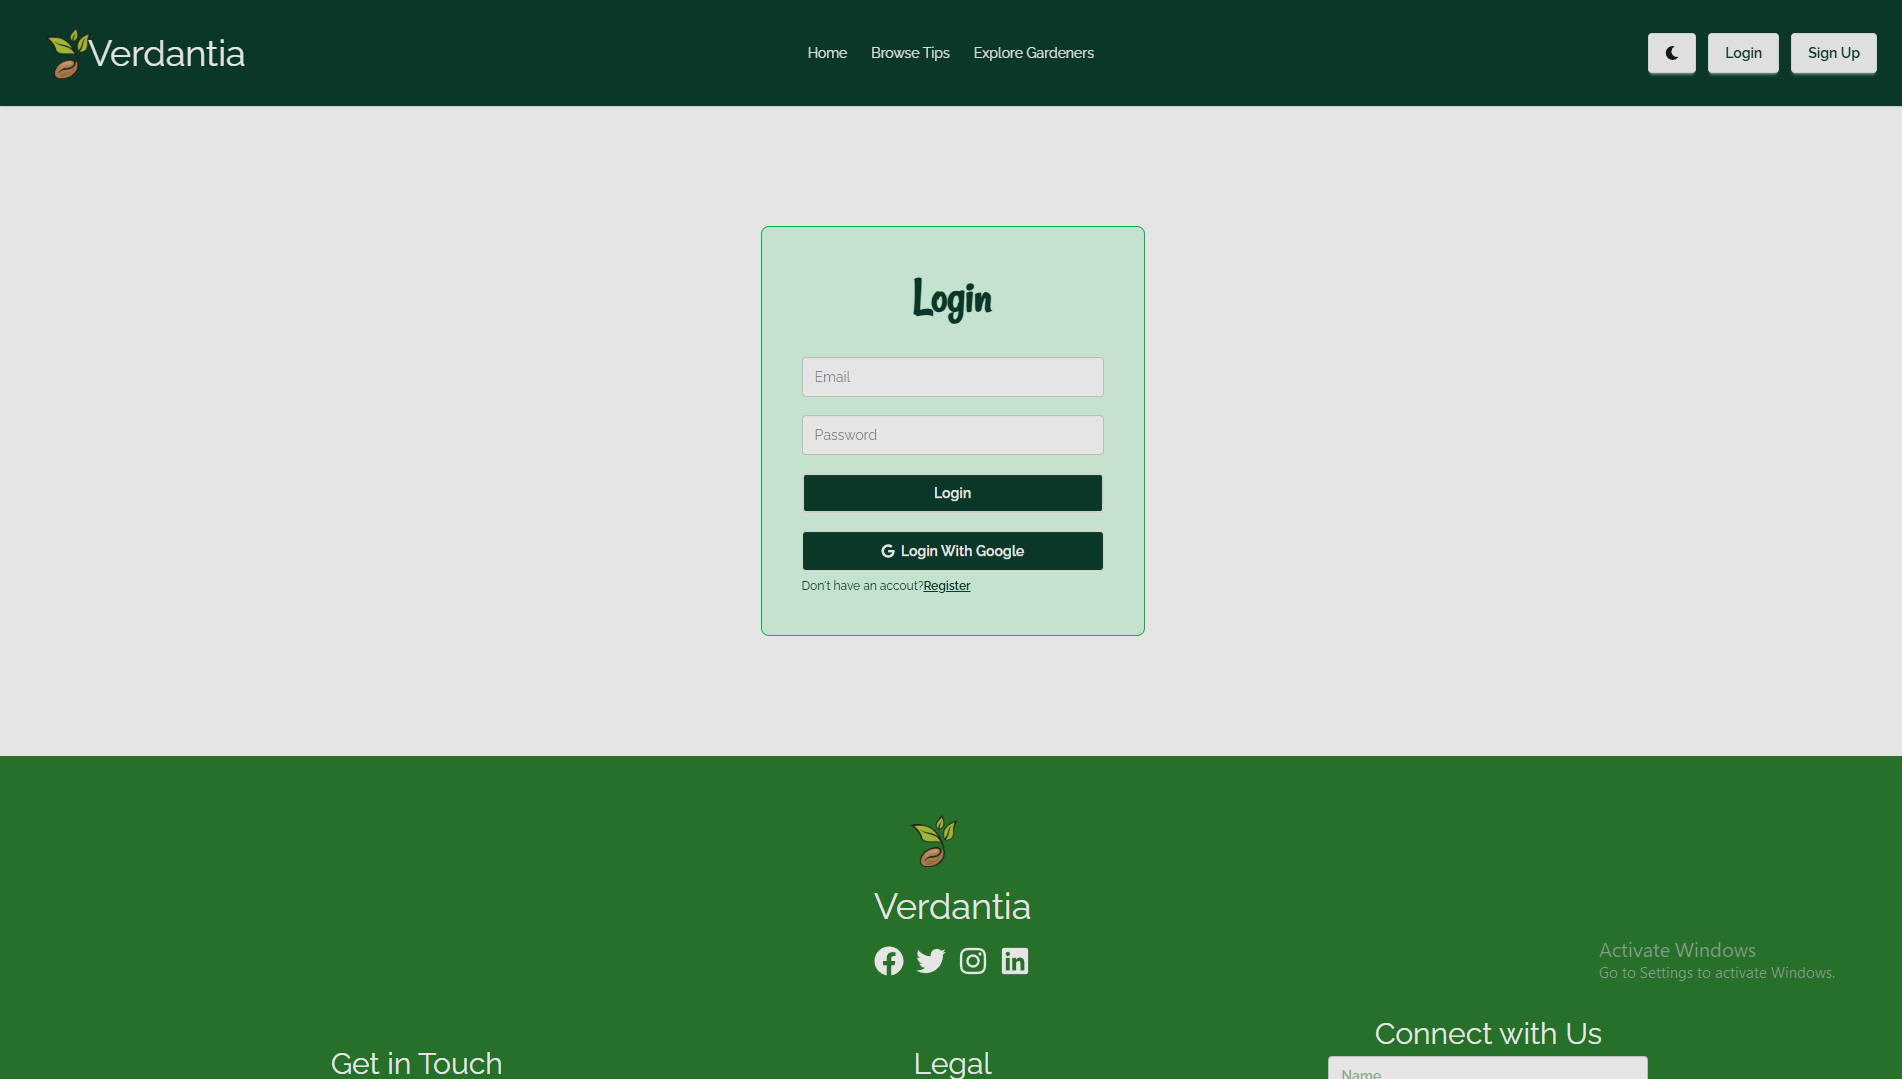 Verdantia
Home Browse Tips Explore Gardeners
Login Sign Up
Login
Email
Password
Login
Login With Google
Don't have an accout?Register
Verdantia
Activate Windows
Go to Settings to activate Windows.
Get in Touch
Legal
Connect with Us
Name